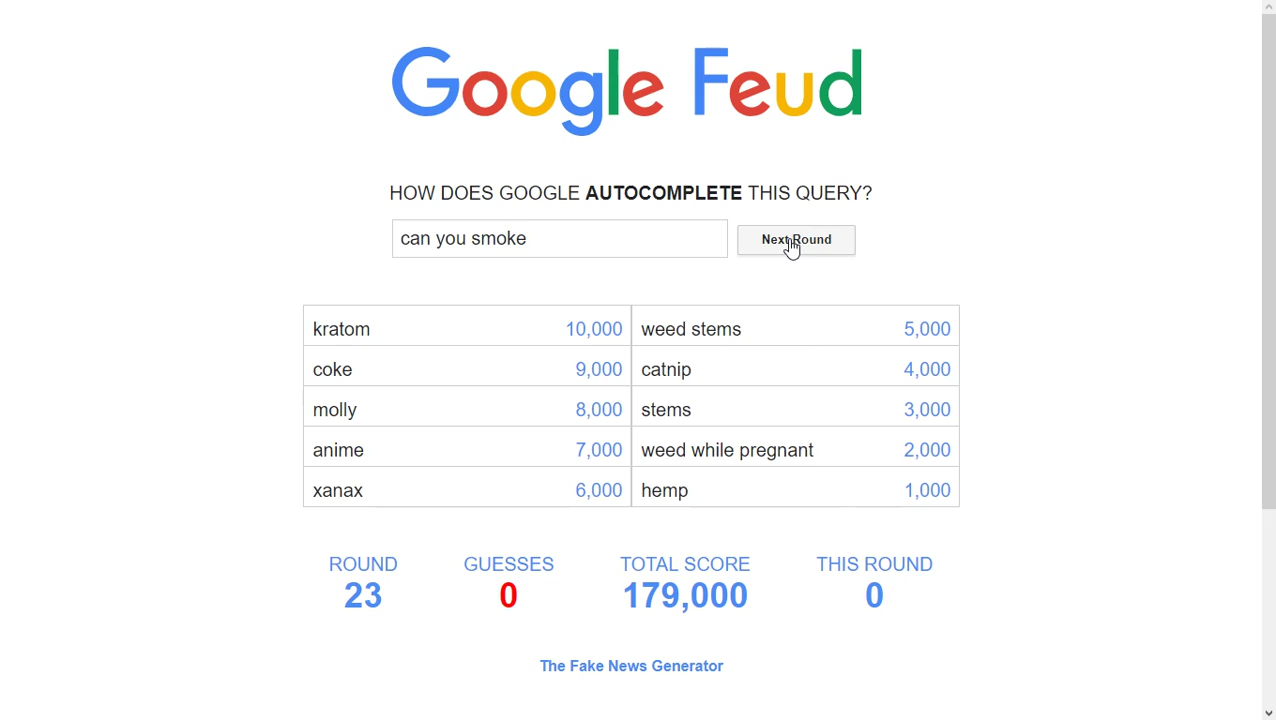 Google Feud
HOW DOES GOOGLE AUTOCOMPLETE THIS QUERY?
can you smoke
Next Round
kratom 10,000 weed stems 5,000
coke 9,000 catnip 4,000
molly 8,000 stems 3,000
anime 7,000 weed while pregnant 2,000
xanax 6,000 hemp 1,000
ROUND GUESSES TOTAL SCORE THIS ROUND
23 0 179,000 0
The Fake News Generator